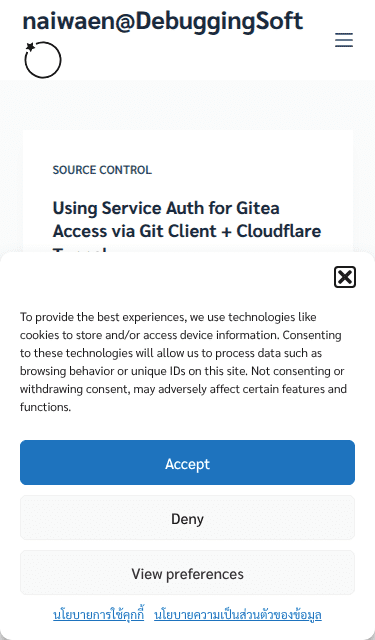 naiwaen@DebuggingSoft
SOURCE CONTROL
Using Service Auth for Gitea
Access via Git Client + Cloudflare
To provide the best experiences, we use technologies like
cookies to store and/or access device information. Consenting
to these technologies will allow us to process data such as
browsing behavior or unique IDs on this site. Not consenting or
withdrawing consent, may adversely affect certain features and
functions.
Accept
Deny
View preferences
นโยบายการใช้คุกกี้ นโยบายความเป็นส่วนตัวของข้อมูล